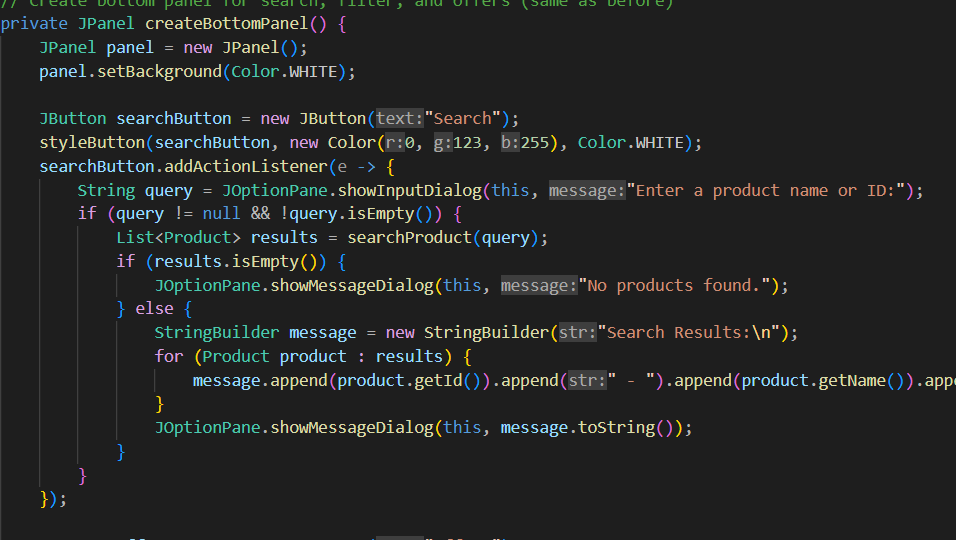 // Create bottom panel for search, filter, and offers (same as before)
private JPanel createBottomPanel() {
    JPanel panel = new JPanel();
    panel.setBackground(Color.WHITE);

    JButton searchButton = new JButton(text:"Search");
    styleButton(searchButton, new Color(r:0, g:123, b:255), Color.WHITE);
    searchButton.addActionListener(e -> {
        String query = JOptionPane.showInputDialog(this, message:"Enter a product name or ID:");
        if (query != null && !query.isEmpty()) {
            List<Product> results = searchProduct(query);
            if (results.isEmpty()) {
                JOptionPane.showMessageDialog(this, message:"No products found.");
            } else {
                StringBuilder message = new StringBuilder(str:"Search Results:\n");
                for (Product product : results) {
                    message.append(product.getId()).append(str:" - ").append(product.getName()).appe
                }
                JOptionPane.showMessageDialog(this, message.toString());
            }
        }
    });